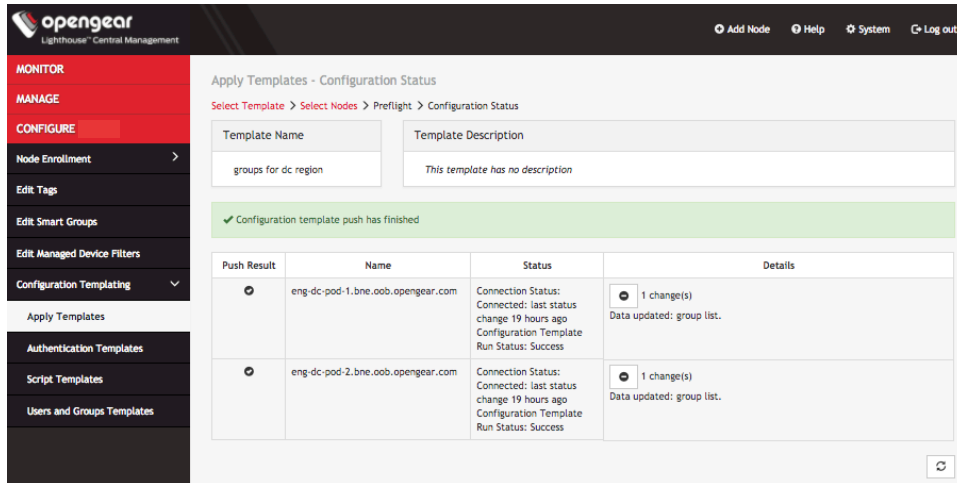 opengear
Lighthouse™ Central Management
Add Node Help System Log out
MONITOR
MANAGE
CONFIGURE
Node Enrollment
Edit Tags
Edit Smart Groups
Edit Managed Device Filters
Configuration Templating
Apply Templates
Authentication Templates
Script Templates
Users and Groups Templates
Apply Templates - Configuration Status
Select Template > Select Nodes > Preflight > Configuration Status
Template Name
groups for dc region
Template Description
This template has no description
Configuration template push has finished
Push Result Name Status Details
eng-dc-pod-1.bne.oob.opengear.com
Connection Status:
Connected: last status
change 19 hours ago
Configuration Template
Run Status: Success
1 change(s)
Data updated: group list.
eng-dc-pod-2.bne.oob.opengear.com
Connection Status:
Connected: last status
change 19 hours ago
Configuration Template
Run Status: Success
1 change(s)
Data updated: group list.